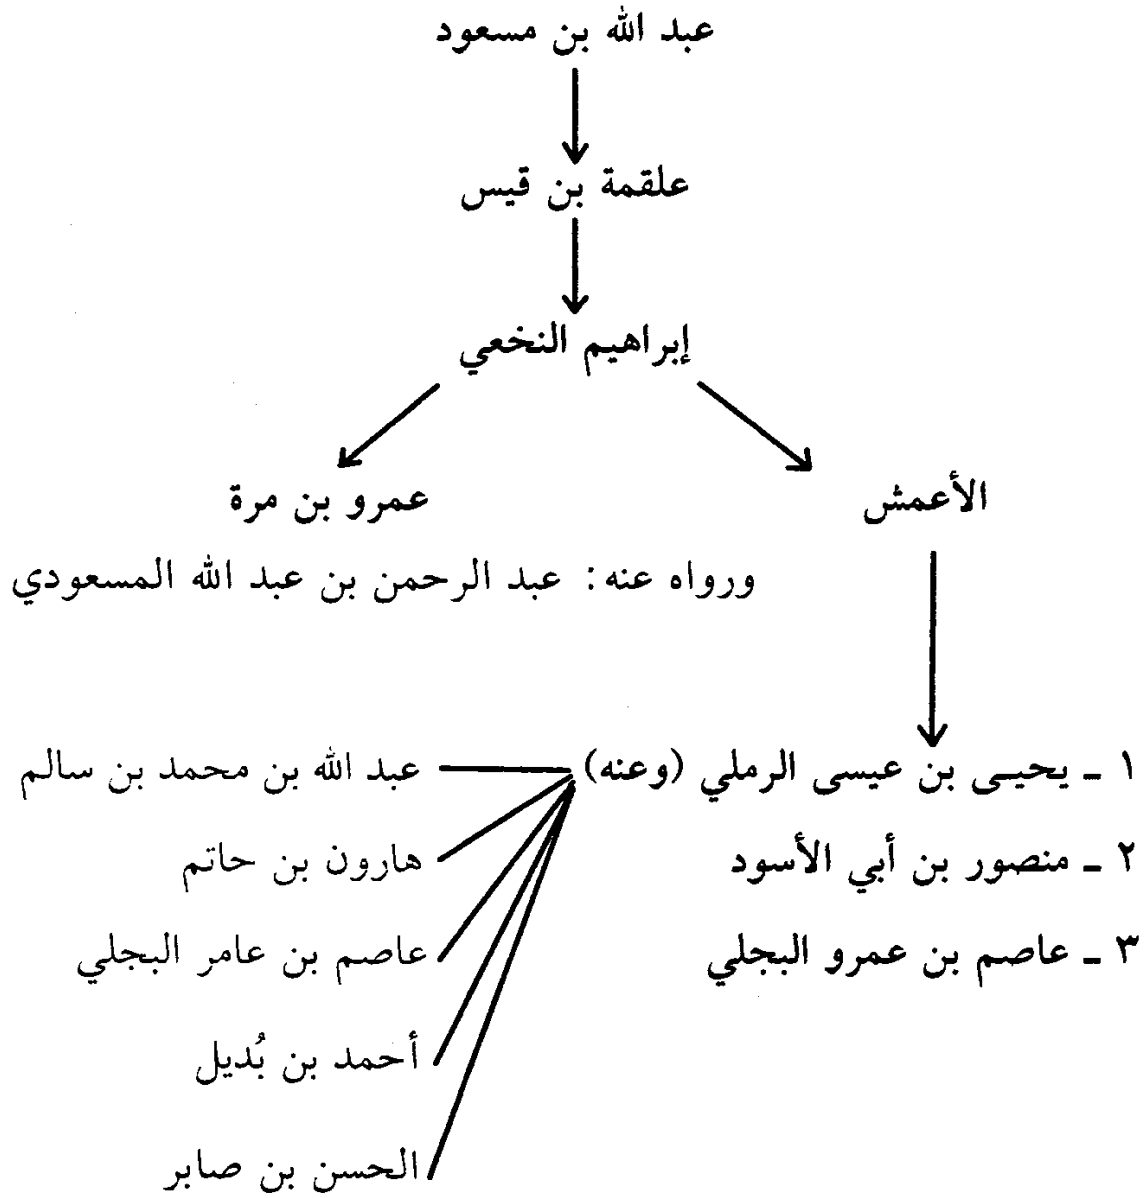 عبد الله بن مسعود
علقمة بن قيس
إبراهيم النخعي
الأعمش
عمرو بن مرة
ورواه عنه: عبد الرحمن بن عبد الله المسعودي
١ ـ يحيى بن عيسى الرملي (وعنه) عبد الله بن محمد بن سالم
٢ ـ منصور بن أبي الأسود
هارون بن حاتم
٣ ـ عاصم بن عمرو البجلي
عاصم بن عامر البجلي
أحمد بن بُديل
الحسن بن صابر